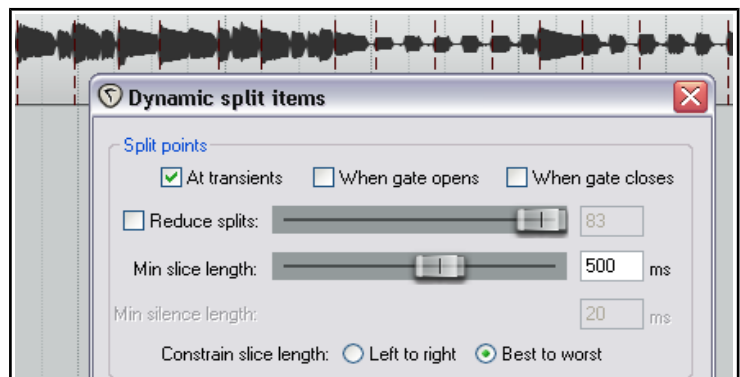 Dynamic split items
Split points
At transients When gate opens When gate closes
Reduce splits: 83
Min slice length: 500 ms
Min silence length: 20 ms
Constrain slice length: Left to right Best to worst